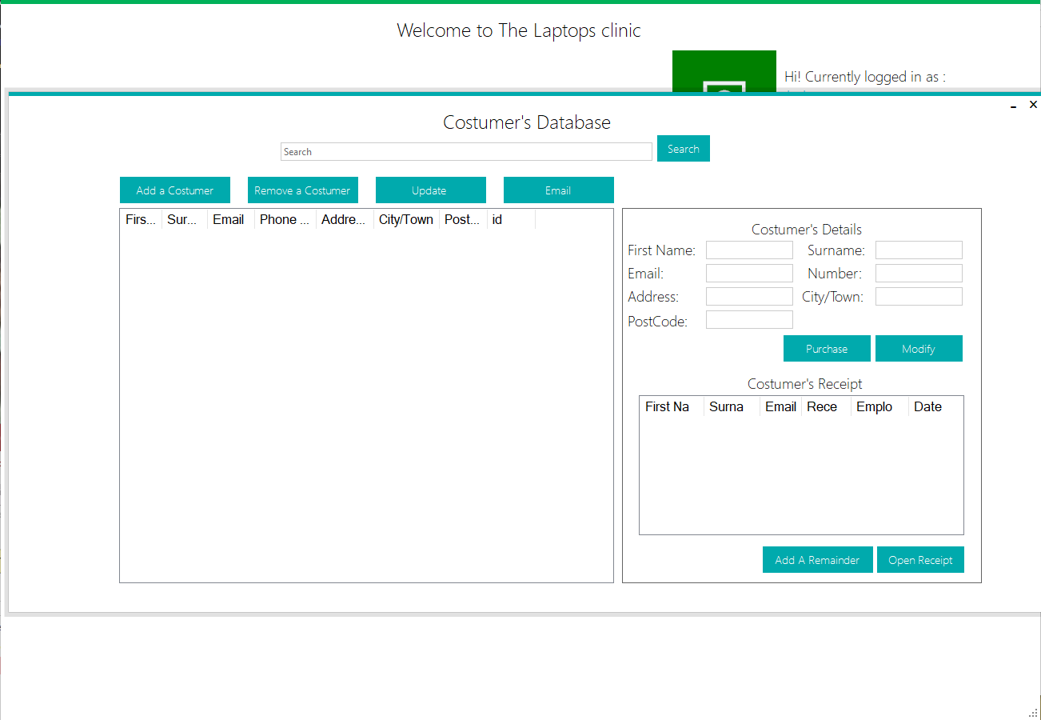 Welcome to The Laptops clinic
Hi! Currently logged in as :
Costumer's Database
Search
Search
Add a Costumer
Remove a Costumer
Update
Email
Firs...
Sur...
Email
Phone ...
Addre...
City/Town
Post...
id
Costumer's Details
First Name:
Surname:
Email:
Number:
Address:
City/Town:
PostCode:
Purchase
Modify
Costumer's Receipt
First Na
Surna
Email
Rece
Emplo
Date
Add A Remainder
Open Receipt